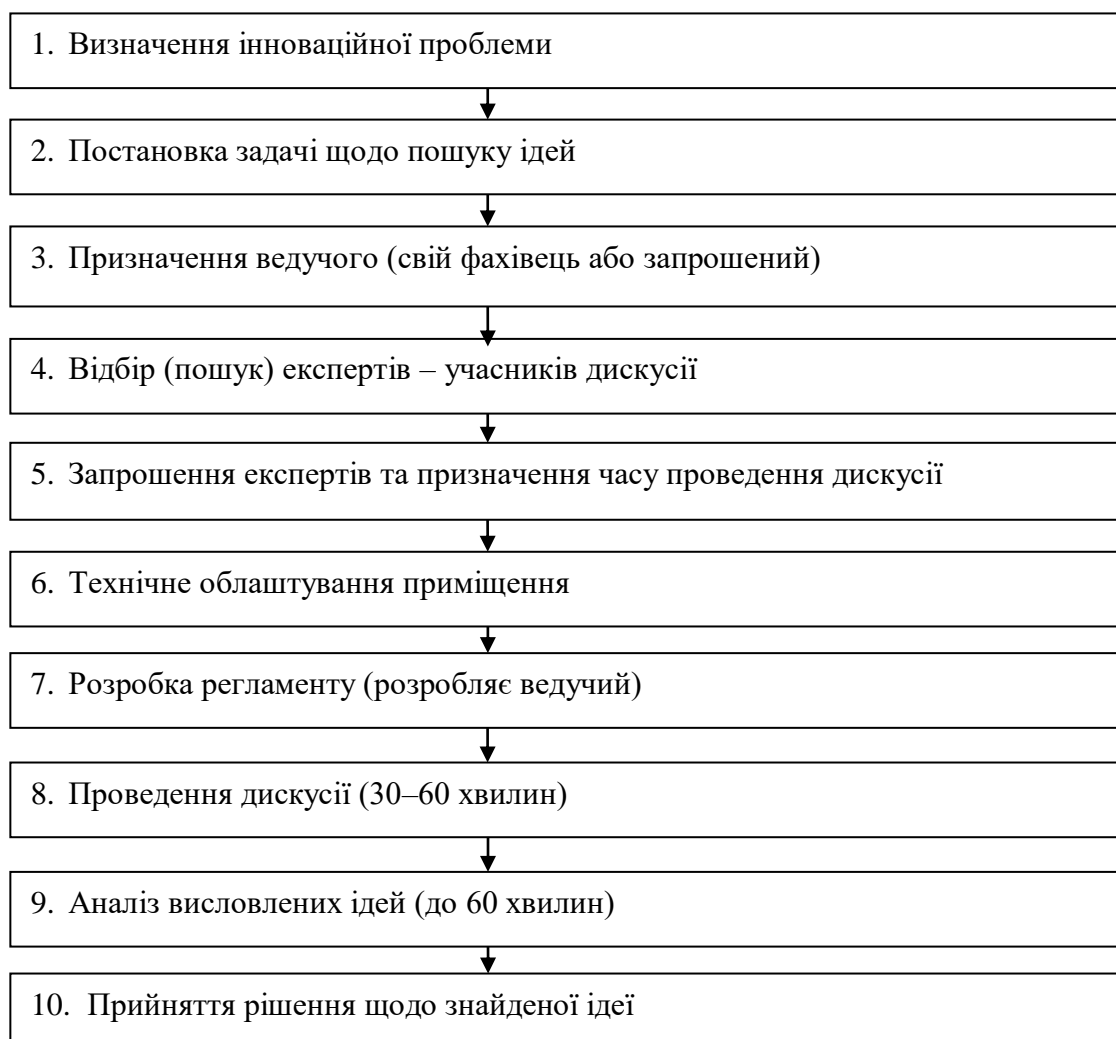 1. Визначення інноваційної проблеми
2. Постановка задачі щодо пошуку ідей
3. Призначення ведучого (свій фахівець або запрошений)
4. Відбір (пошук) експертів – учасників дискусії
5. Запрошення експертів та призначення часу проведення дискусії
6. Технічне облаштування приміщення
7. Розробка регламенту (розробляє ведучий)
8. Проведення дискусії (30–60 хвилин)
9. Аналіз висловлених ідей (до 60 хвилин)
10. Прийняття рішення щодо знайденої ідеї